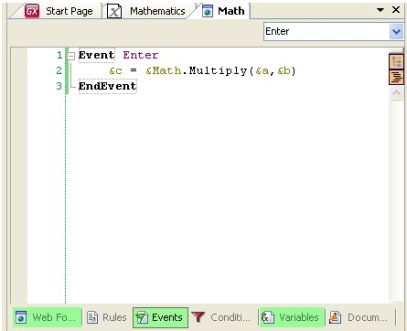 GX Start Page Mathematics Math
Enter
1 Event Enter
2 &c = &Math.Multiply(&a,&b)
3 EndEvent
Web Fo... Rules Events Conditi... Variables Docum...